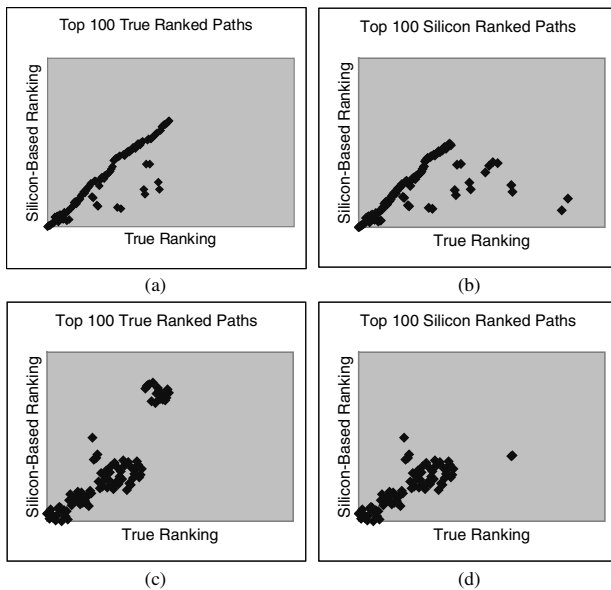 Top 100 True Ranked Paths
Silicon-Based Ranking
True Ranking
(a)
Top 100 Silicon Ranked Paths
Silicon-Based Ranking
True Ranking
(b)
Top 100 True Ranked Paths
Silicon-Based Ranking
True Ranking
(c)
Top 100 Silicon Ranked Paths
Silicon-Based Ranking
True Ranking
(d)